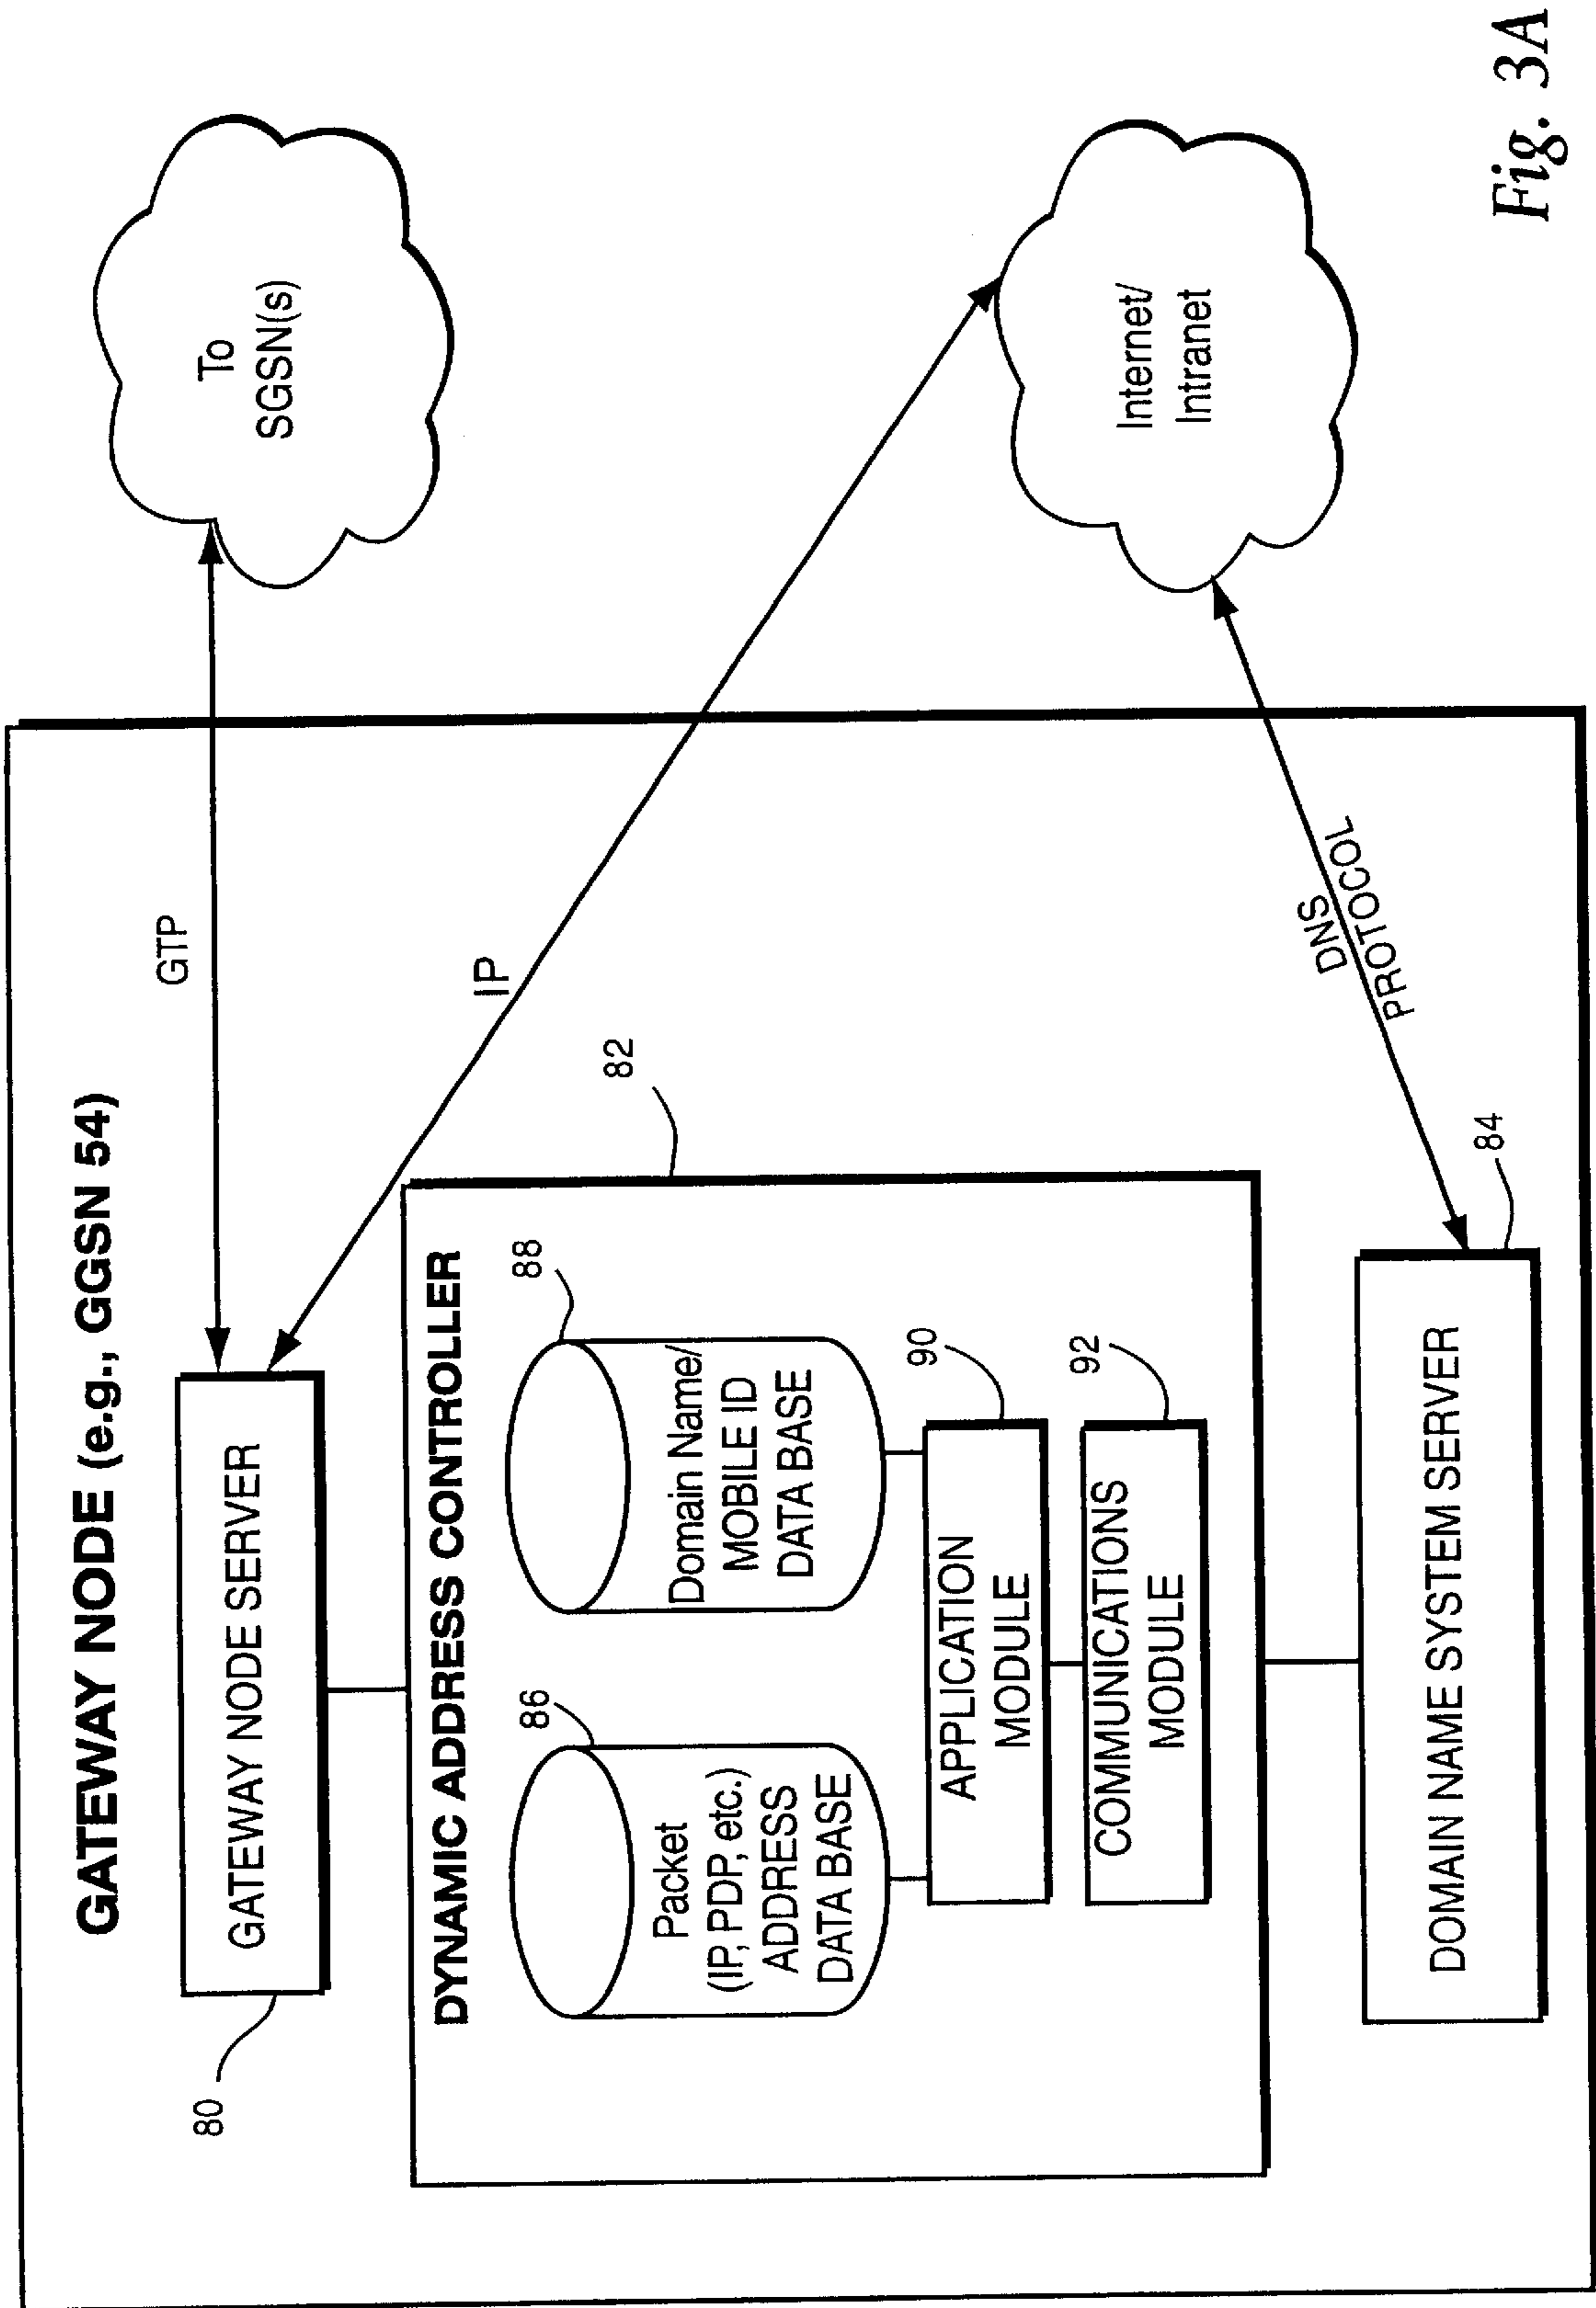 GATEWAY NODE (e.g., GGSN 54)
80
GATEWAY NODE SERVER
GTP
To
SGSN(s)
IP
82
DYNAMIC ADDRESS CONTROLLER
86
Packet
(IP, PDP, etc.)
ADDRESS
DATA BASE
88
Domain Name/
MOBILE ID
DATA BASE
90
APPLICATION
MODULE
92
COMMUNICATIONS
MODULE
Internet/
Intranet
DNS
PROTOCOL
84
DOMAIN NAME SYSTEM SERVER
Fig. 3A